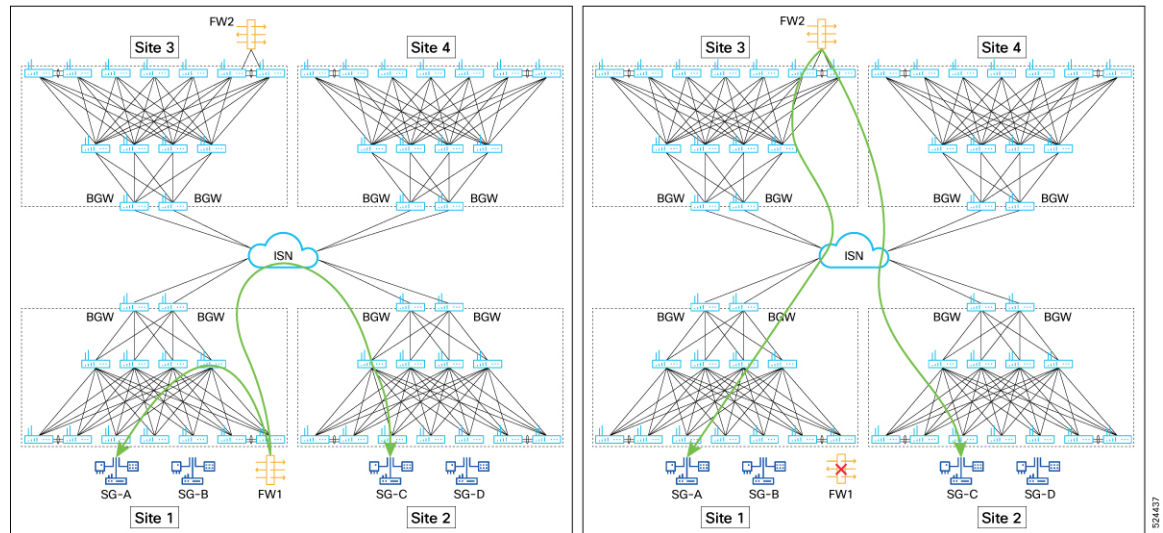 FW2
Site 3
Site 4
BGW
BGW
BGW
BGW
ISN
BGW
BGW
BGW
BGW
SG-A
SG-B
FW1
SG-C
SG-D
Site 1
Site 2
FW2
Site 3
Site 4
BGW
BGW
BGW
BGW
ISN
BGW
BGW
BGW
BGW
SG-A
SG-B
FW1
SG-C
SG-D
Site 1
Site 2
524437